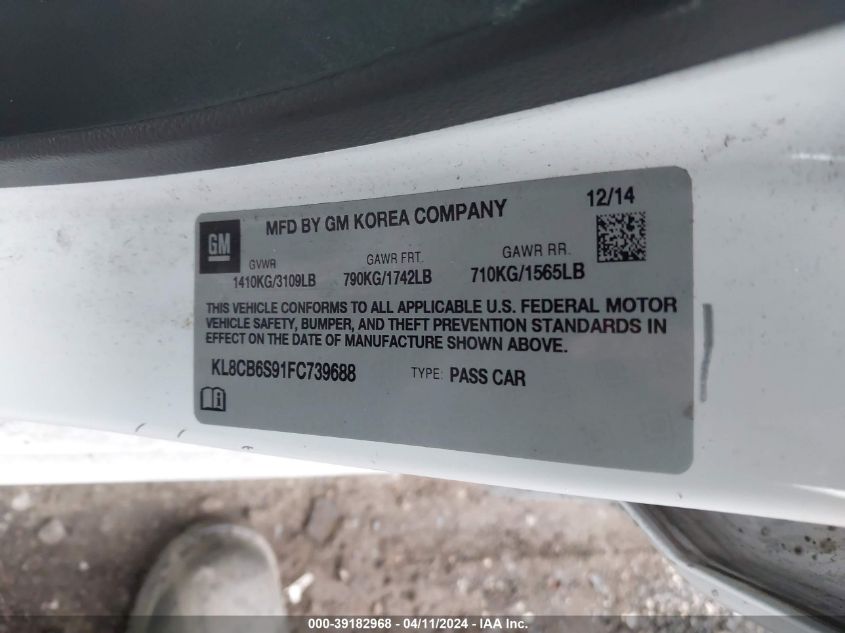 12/14
GM
MFD BY GM KOREA COMPANY
GVWR GAWR FRT. GAWR RR.
1410KG/3109LB 790KG/1742LB 710KG/1565LB
THIS VEHICLE CONFORMS TO ALL APPLICABLE U.S. FEDERAL MOTOR
VEHICLE SAFETY, BUMPER, AND THEFT PREVENTION STANDARDS IN
EFFECT ON THE DATE OF MANUFACTURE SHOWN ABOVE.
KL8CB6S91FC739688 TYPE: PASS CAR
000-39182968 - 04/11/2024 - IAA Inc.